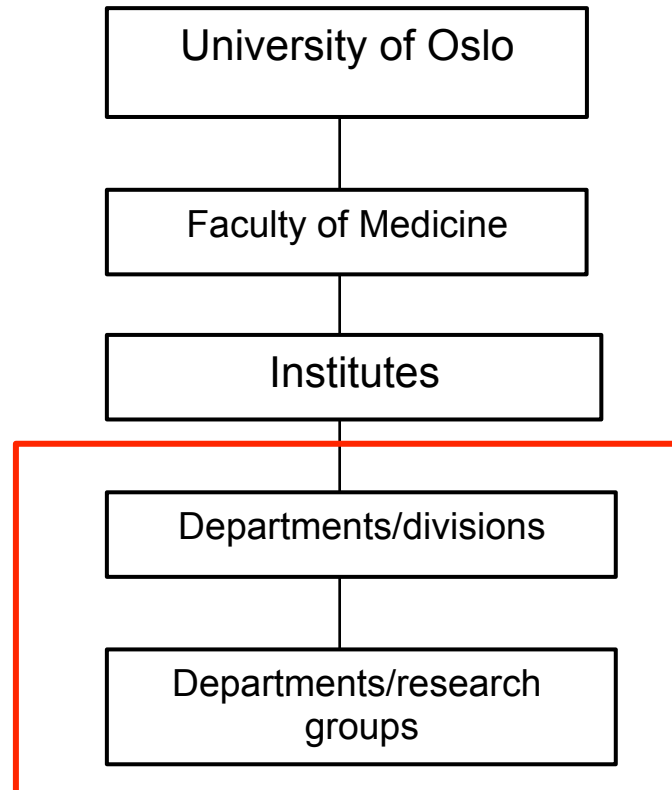 University of Oslo
Faculty of Medicine
Institutes
Departments/divisions
Departments/research
groups